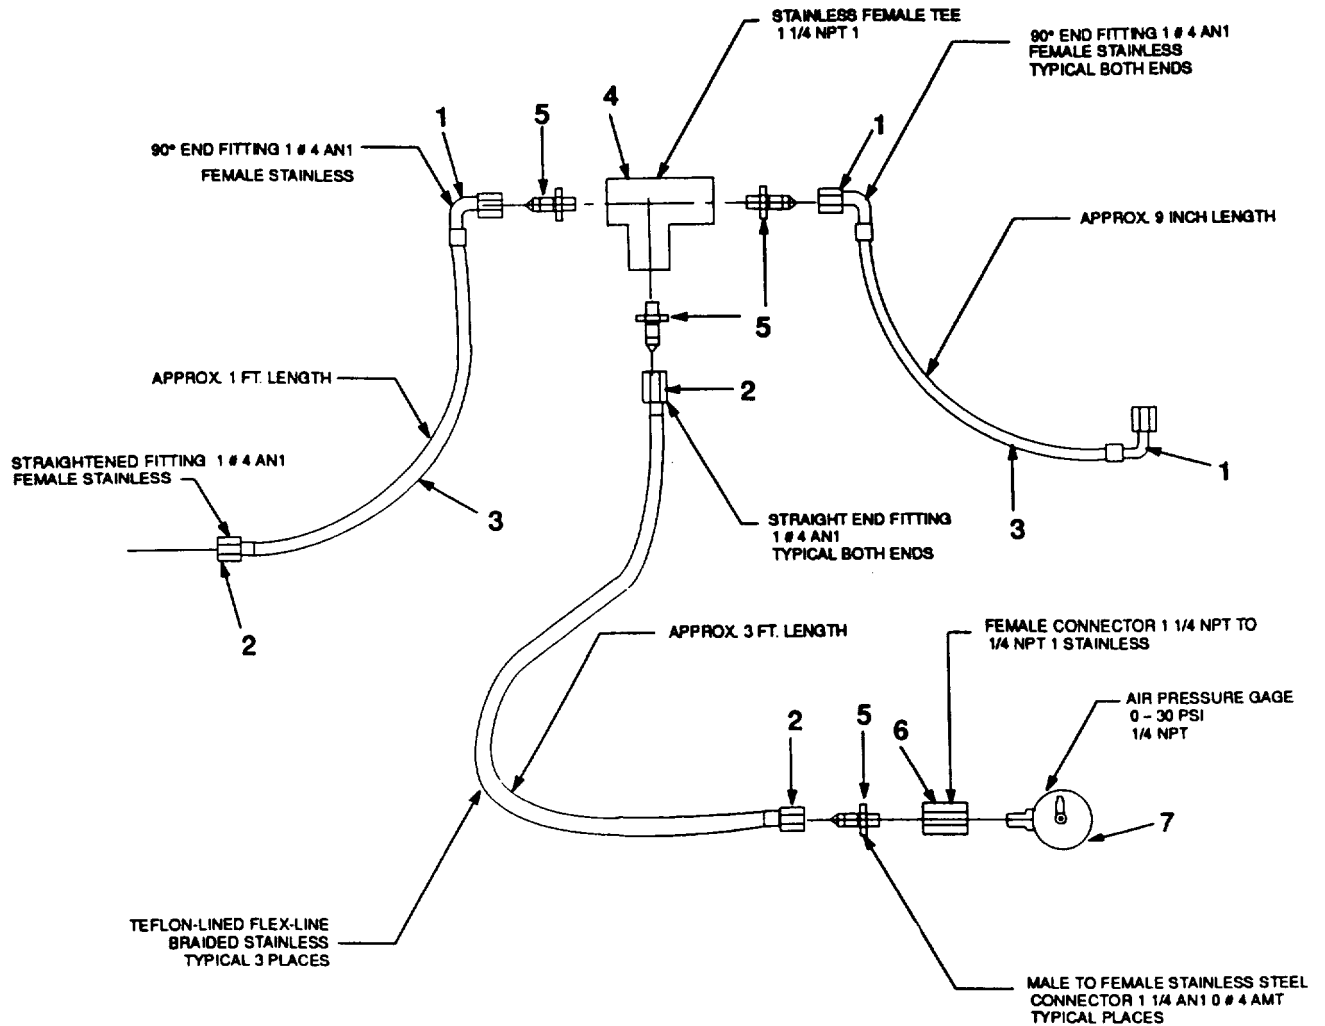 STAINLESS FEMALE TEE
1 1/4 NPT 1
90° END FITTING 1 # 4 AN1
FEMALE STAINLESS
TYPICAL BOTH ENDS
4
1
5
1
90° END FITTING 1 # 4 AN1
FEMALE STAINLESS
APPROX. 9 INCH LENGTH
5
APPROX. 1 FT. LENGTH
2
STRAIGHTENED FITTING 1 # 4 AN1
FEMALE STAINLESS
1
3
3
STRAIGHT END FITTING
1 # 4 AN1
TYPICAL BOTH ENDS
2
APPROX. 3 FT. LENGTH
FEMALE CONNECTOR 1 1/4 NPT TO
1/4 NPT 1 STAINLESS
AIR PRESSURE GAGE
0 - 30 PSI
1/4 NPT
2
5
6
7
TEFLON-LINED FLEX-LINE
BRAIDED STAINLESS
TYPICAL 3 PLACES
MALE TO FEMALE STAINLESS STEEL
CONNECTOR 1 1/4 AN1 0 # 4 AMT
TYPICAL PLACES